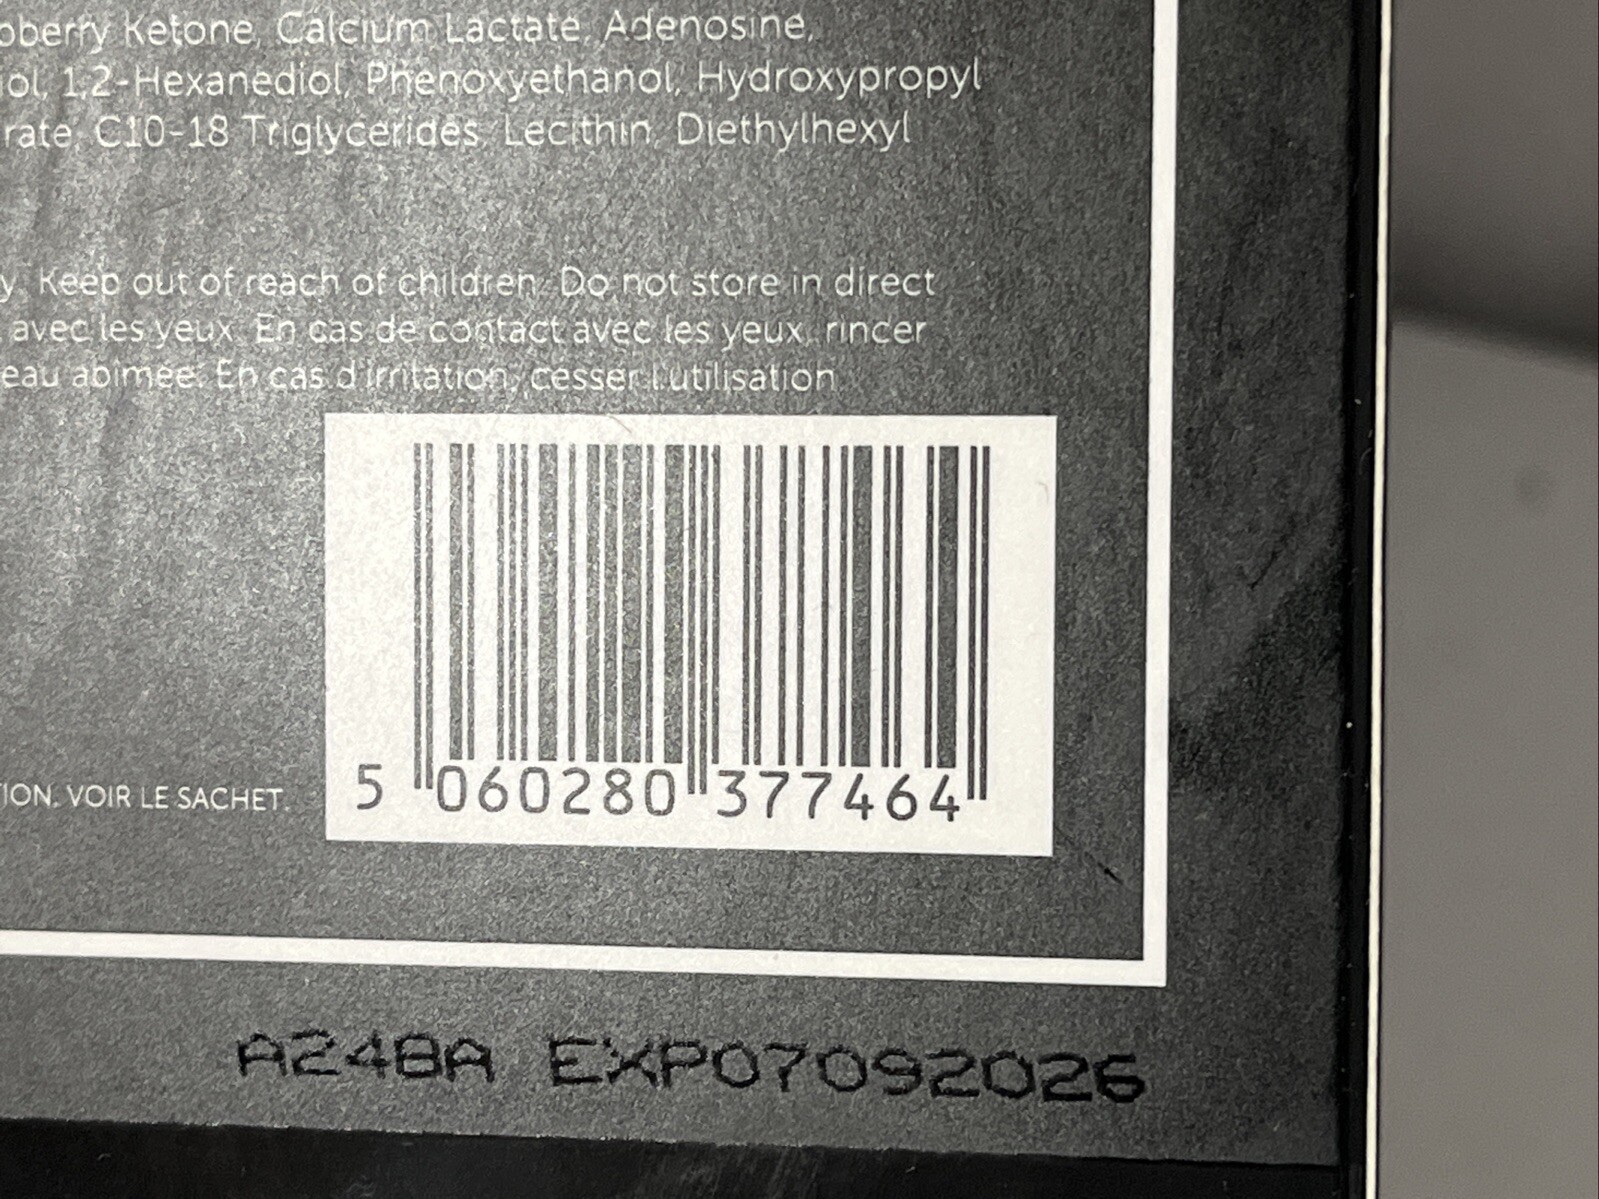 oberry Ketone, Calcium Lactate, Adenosine,
iol, 1,2-Hexanediol, Phenoxyethanol, Hydroxypropyl
rate, C10-18 Triglycerides, Lecithin, Diethylhexyl
y. Keep out of reach of children. Do not store in direct
avec les yeux. En cas de contact avec les yeux, rincer
eau abimée. En cas d'irritation, cesser l'utilisation.
ION. VOIR LE SACHET.
5 060280 377464
A248A EXP07092026